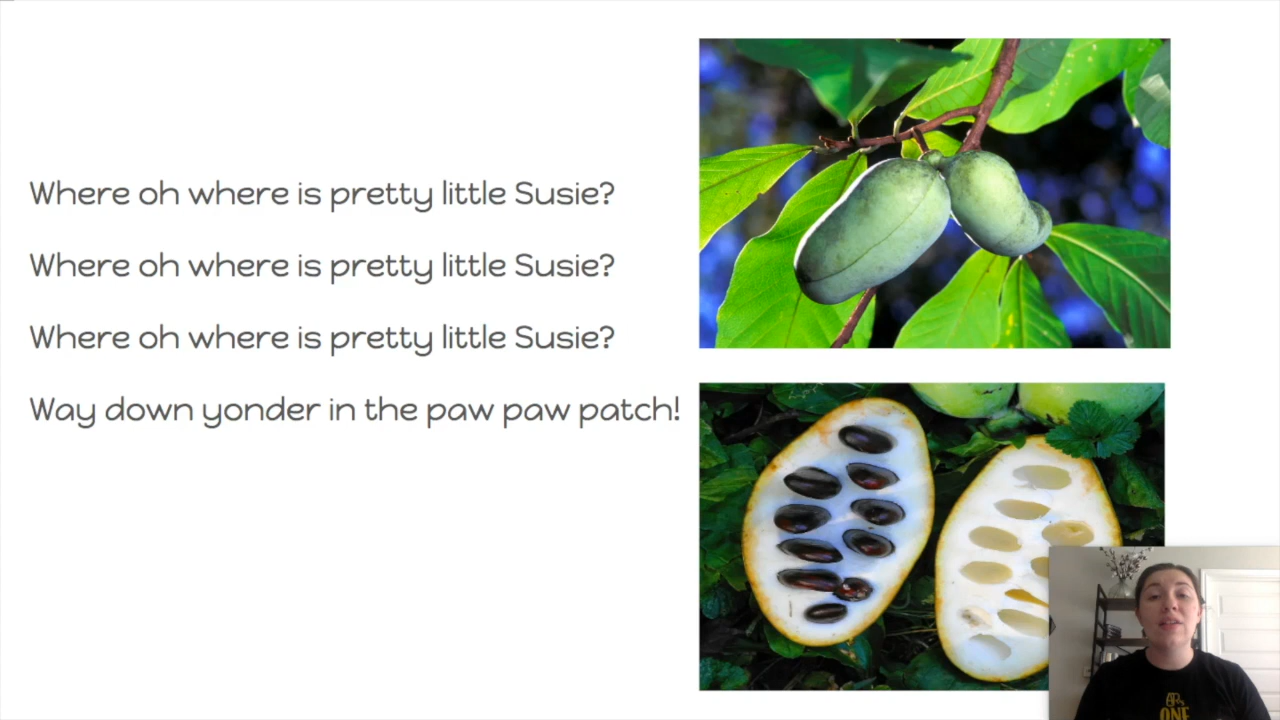 Where oh where is pretty little Susie?
Where oh where is pretty little Susie?
Where oh where is pretty little Susie?
Way down yonder in the paw paw patch!
ONE